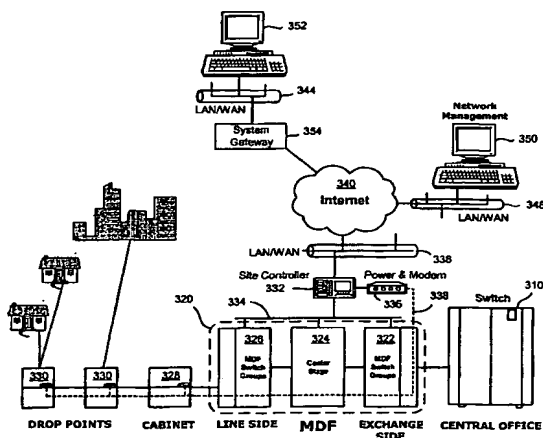 352
344
LAN/WAN
System
Gateway
354
Network
Management
350
340
Internet
348
LAN/WAN
LAN/WAN
338
Site Controller
332
Power & Modem
336
338
310
Switch
320
334
326
MDF
Switch
Groups
324
Center
Stage
322
MDF
Switch
Groups
330
330
328
DROP POINTS
CABINET
LINE SIDE
MDF
EXCHANGE
SIDE
CENTRAL OFFICE